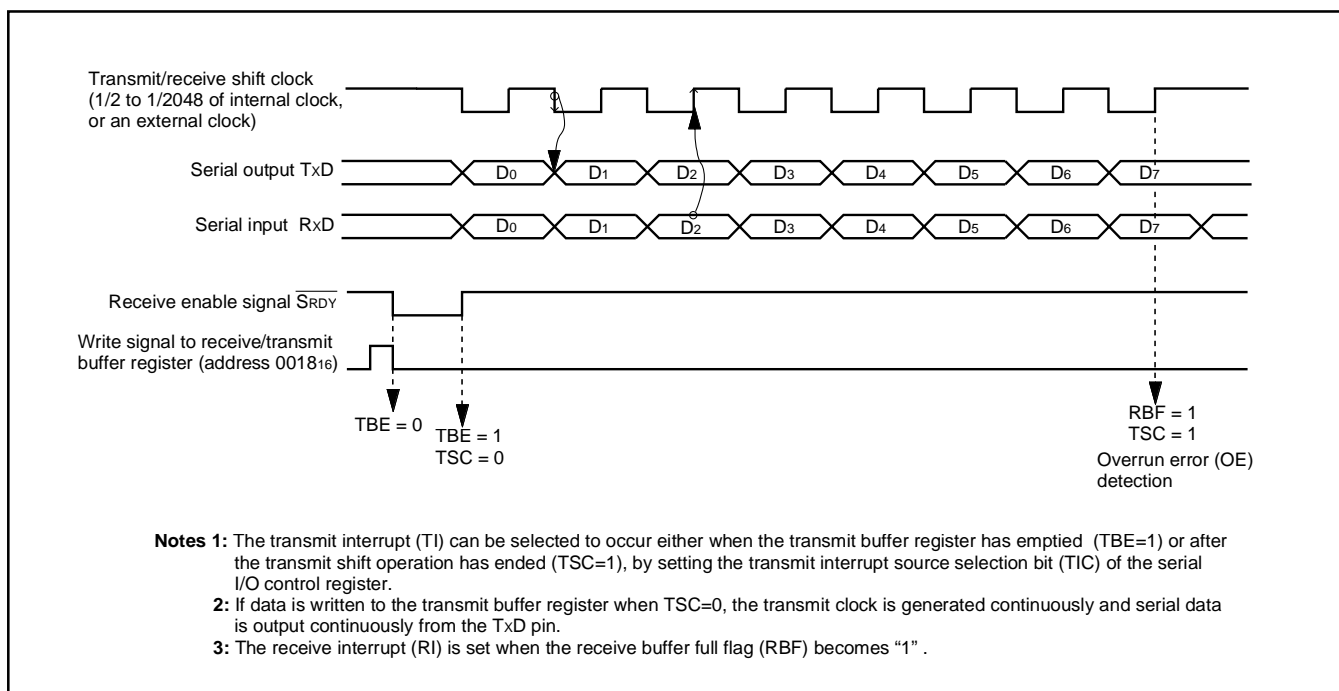 Transmit/receive shift clock
(1/2 to 1/2048 of internal clock,
or an external clock)
Serial output TxD
D0 D1 D2 D3 D4 D5 D6 D7
Serial input RxD
D0 D1 D2 D3 D4 D5 D6 D7
Receive enable signal SRDY
Write signal to receive/transmit
buffer register (address 001816)
TBE = 0
TBE = 1
TSC = 0
RBF = 1
TSC = 1
Overrun error (OE)
detection
Notes 1: The transmit interrupt (TI) can be selected to occur either when the transmit buffer register has emptied (TBE=1) or after
the transmit shift operation has ended (TSC=1), by setting the transmit interrupt source selection bit (TIC) of the serial
I/O control register.
2: If data is written to the transmit buffer register when TSC=0, the transmit clock is generated continuously and serial data
is output continuously from the TxD pin.
3: The receive interrupt (RI) is set when the receive buffer full flag (RBF) becomes “1” .